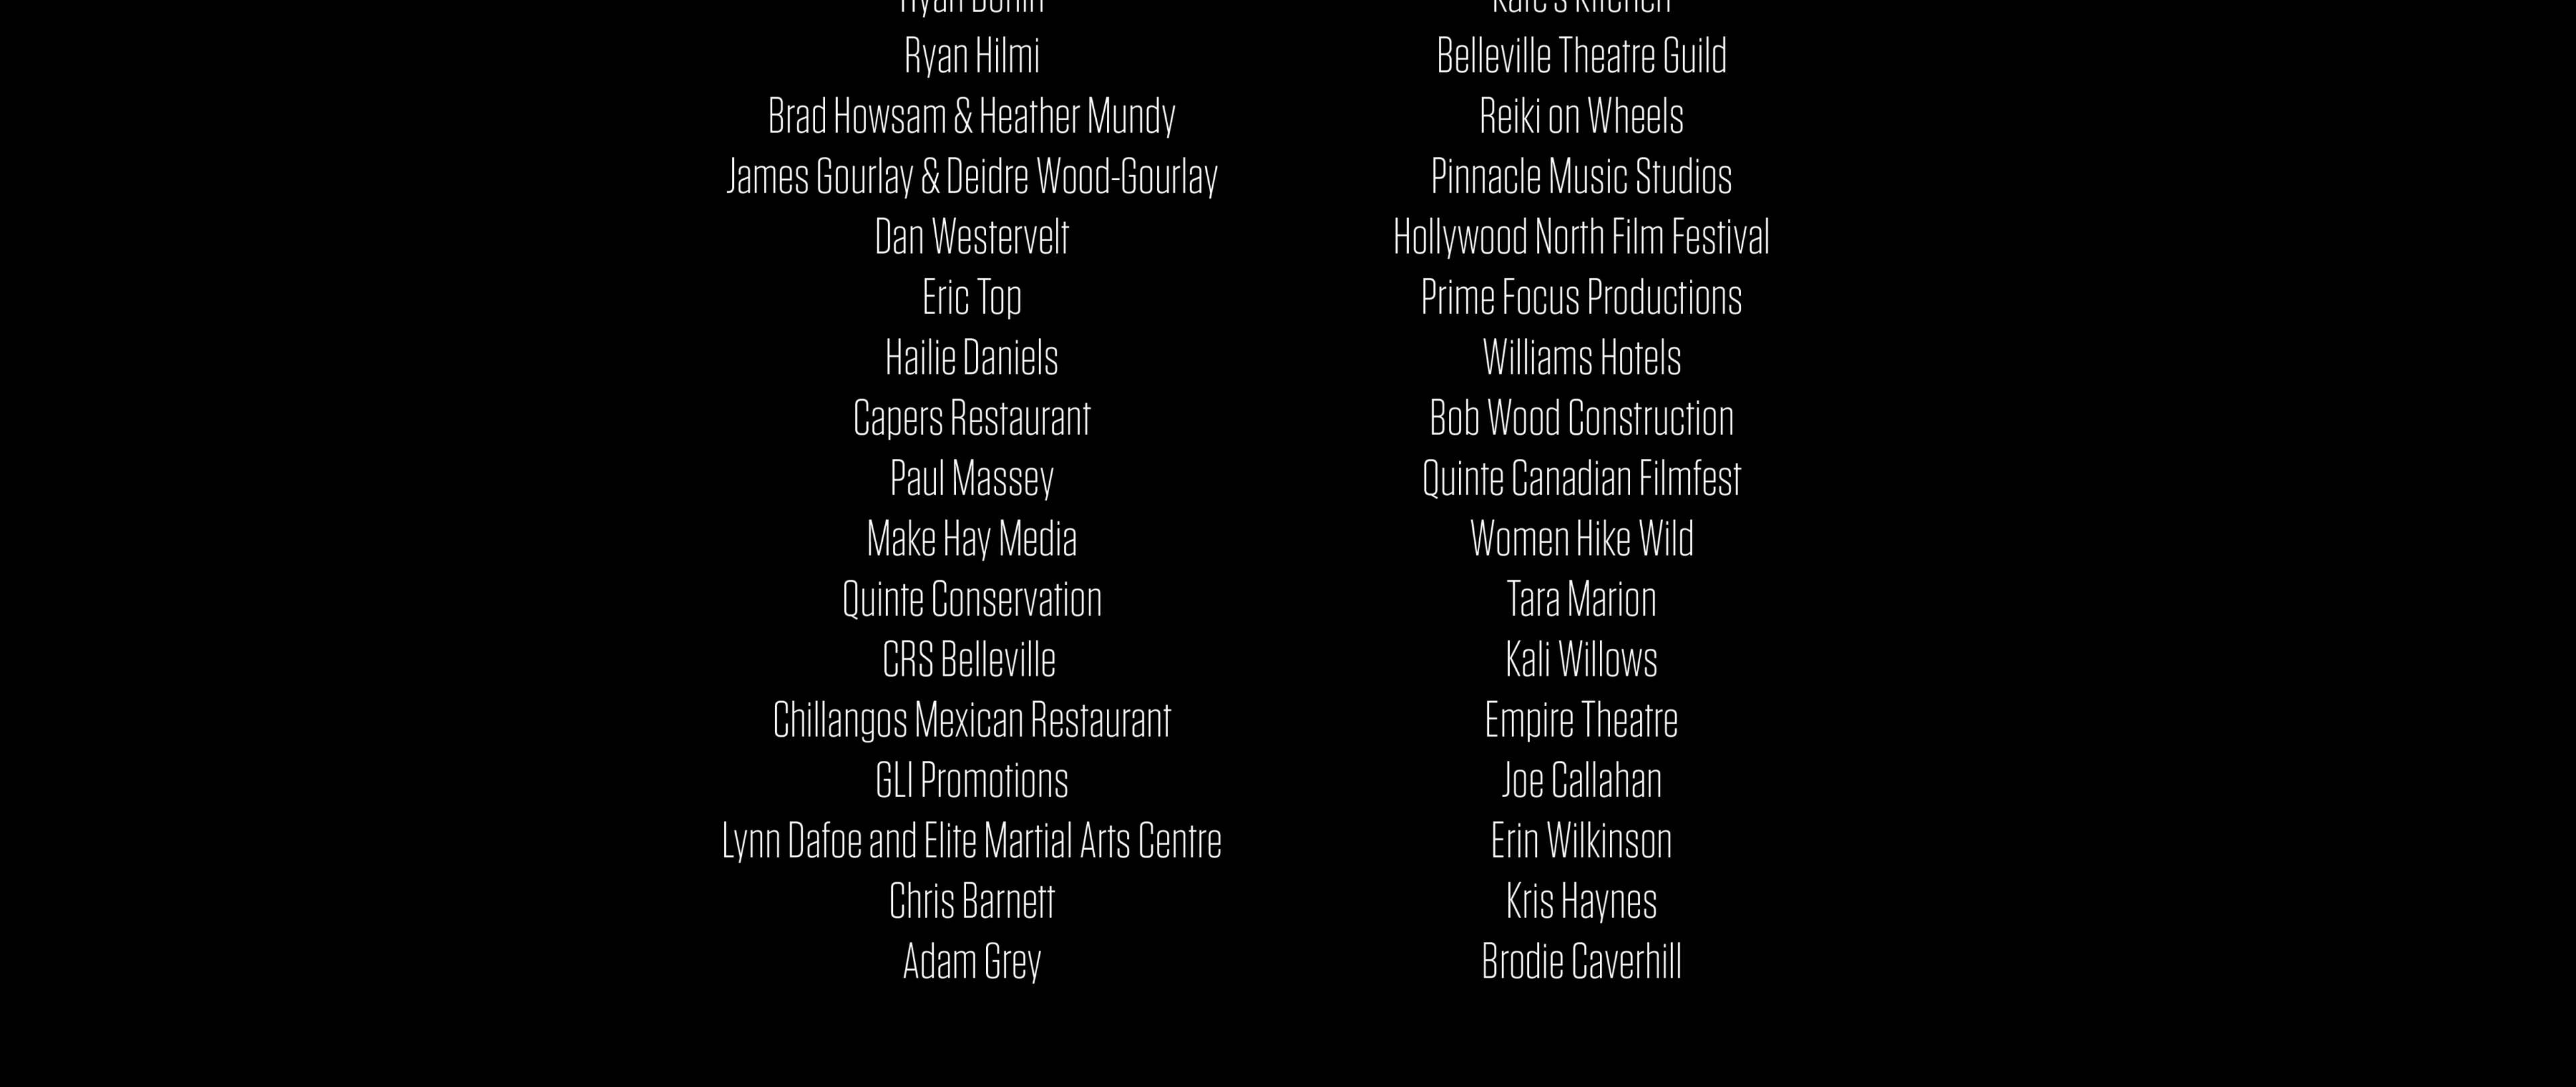 Ryan Hilmi
Brad Howsam & Heather Mundy
James Gourlay & Deidre Wood-Gourlay
Dan Westervelt
Eric Top
Hailie Daniels
Capers Restaurant
Paul Massey
Make Hay Media
Quinte Conservation
CRS Belleville
Chillangos Mexican Restaurant
GLI Promotions
Lynn Dafoe and Elite Martial Arts Centre
Chris Barnett
Adam Grey
Kate's Kitchen
Belleville Theatre Guild
Reiki on Wheels
Pinnacle Music Studios
Hollywood North Film Festival
Prime Focus Productions
Williams Hotels
Bob Wood Construction
Quinte Canadian Filmfest
Women Hike Wild
Tara Marion
Kali Willows
Empire Theatre
Joe Callahan
Erin Wilkinson
Kris Haynes
Brodie Caverhill